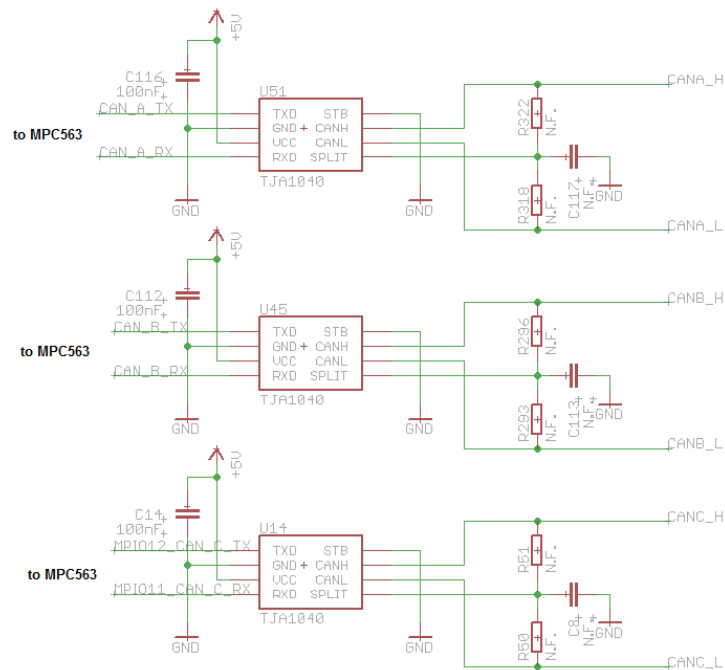 +5V
C116
100nF
U51
CANA_H
CAN_A_TX
TXD
STB
R322
N.F.
to MPC563
GND
CANH
VCC
CANL
CAN_A_RX
RXD
SPLIT
TJA1040
R318
N.F.
C117
N.F.
GND
GND
GND
CANA_L
+5V
C112
100nF
U45
CANB_H
CAN_B_TX
TXD
STB
R296
N.F.
to MPC563
GND
CANH
VCC
CANL
CAN_B_RX
RXD
SPLIT
TJA1040
R293
N.F.
C113
N.F.
GND
GND
GND
CANB_L
+5V
C14
100nF
U14
CANC_H
MPIO12_CAN_C_TX
TXD
STB
R51
N.F.
to MPC563
GND
CANH
VCC
CANL
MPIO11_CAN_C_RX
RXD
SPLIT
TJA1040
R50
N.F.
C8
N.F.
GND
GND
GND
CANC_L